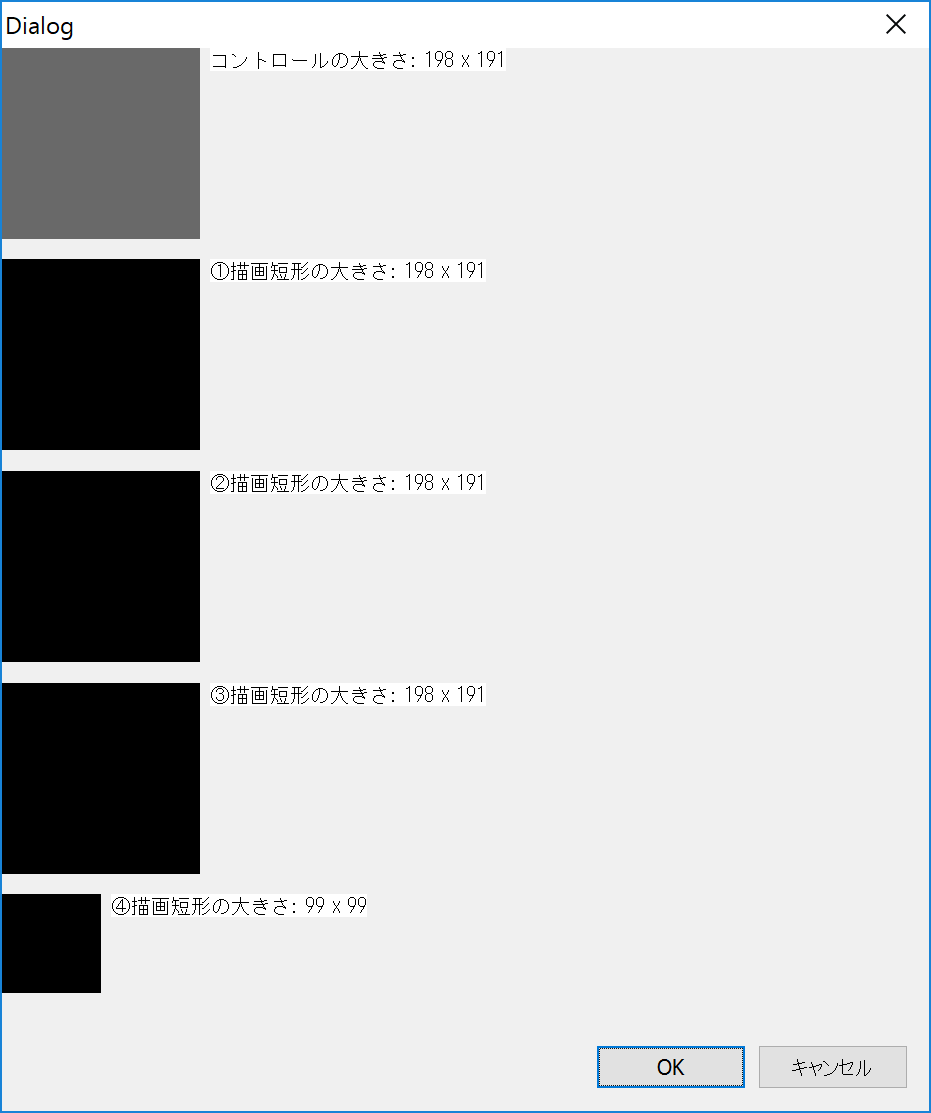 Dialog
コントロールの大きさ: 198 x 191
①描画短形の大きさ: 198 x 191
②描画短形の大きさ: 198 x 191
③描画短形の大きさ: 198 x 191
④描画短形の大きさ: 99 x 99
OK
キャンセル